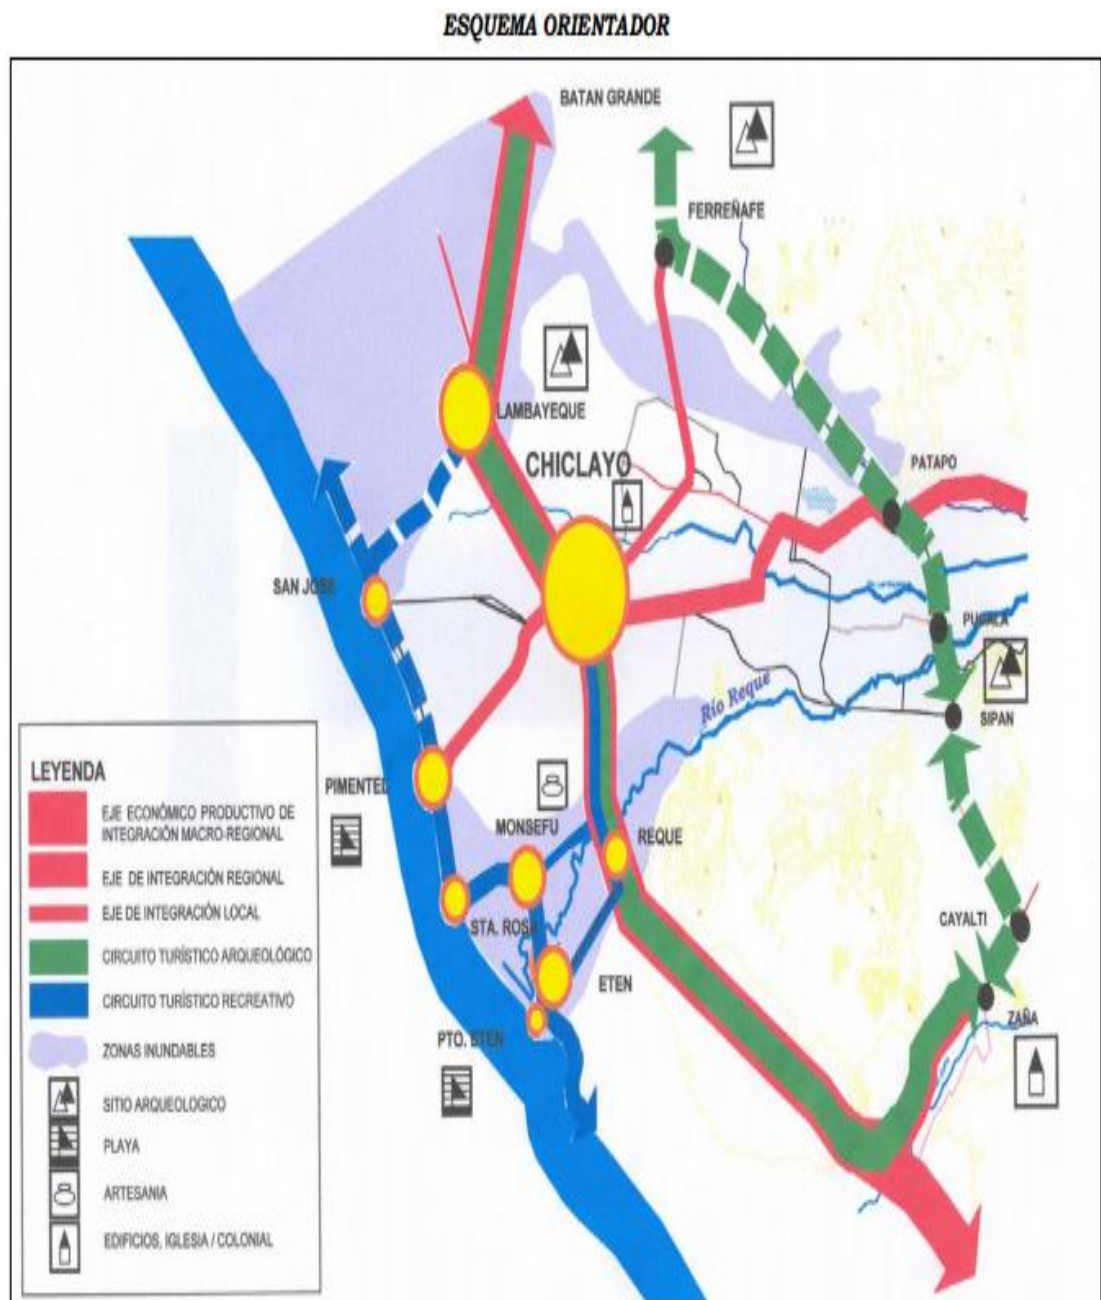 ESQUEMA ORIENTADOR
BATAN GRANDE
FERREÑAFE
LAMBAYEQUE
CHICLAYO
PATAPO
SAN JOSE
PUCALA
Río Reque
SIPAN
PIMENTEL
MONSEFU
REQUE
STA. ROSA
CAYALTI
ETEN
ZAÑA
PTO. ETEN
LEYENDA
EJE ECONÓMICO PRODUCTIVO DE
INTEGRACIÓN MACRO-REGIONAL
EJE DE INTEGRACIÓN REGIONAL
EJE DE INTEGRACIÓN LOCAL
CIRCUITO TURÍSTICO ARQUEOLÓGICO
CIRCUITO TURÍSTICO RECREATIVO
ZONAS INUNDABLES
SITIO ARQUEOLOGICO
PLAYA
ARTESANIA
EDIFICIOS, IGLESIA / COLONIAL